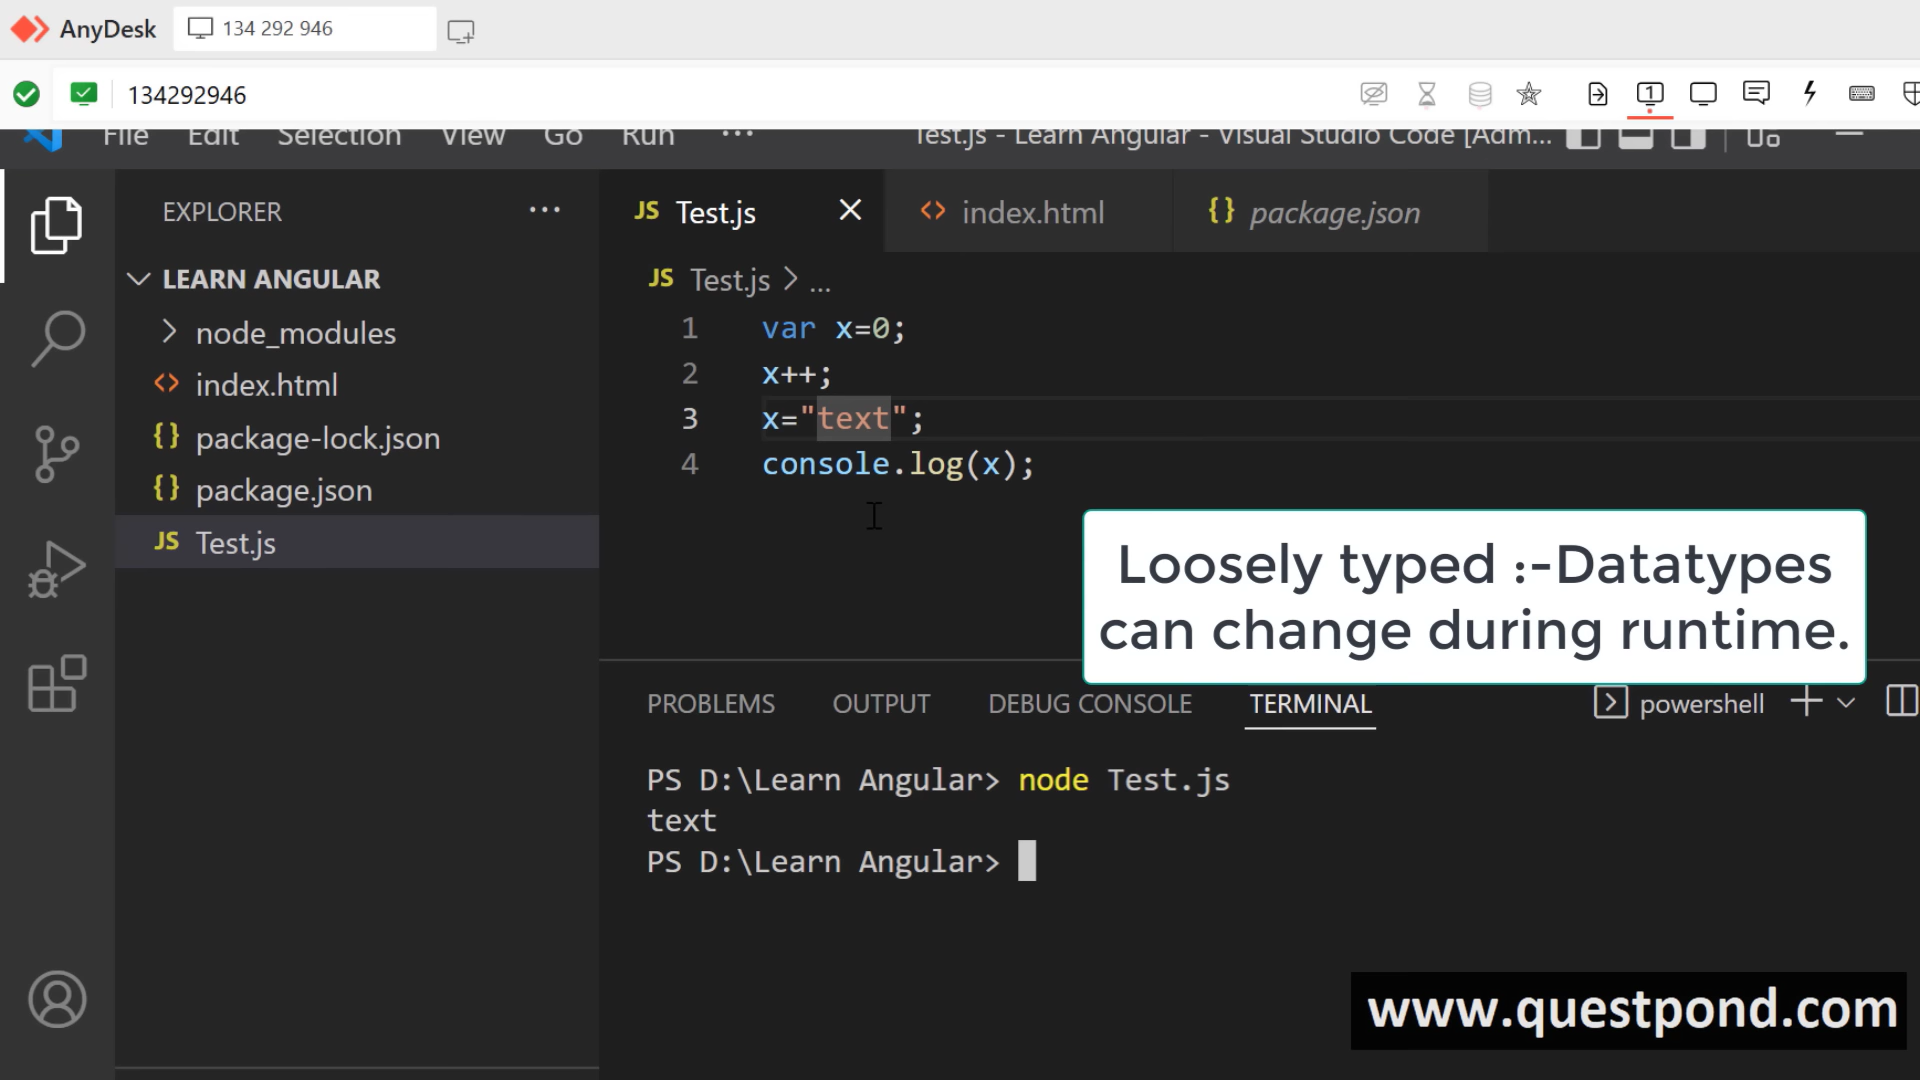 AnyDesk 134 292 946
134292946
File Edit Selection View Go Run ... Test.js - Learn Angular - Visual Studio Code [Adm...
EXPLORER ...
JS Test.js
<> index.html
{} package.json
LEARN ANGULAR
node_modules
<> index.html
{} package-lock.json
{} package.json
JS Test.js
JS Test.js > ...
1 var x=0;
2 x++;
3 x="text";
4 console.log(x);
Loosely typed :-Datatypes
can change during runtime.
PROBLEMS OUTPUT DEBUG CONSOLE TERMINAL powershell
PS D:\Learn Angular> node Test.js
text
PS D:\Learn Angular>
www.questpond.com